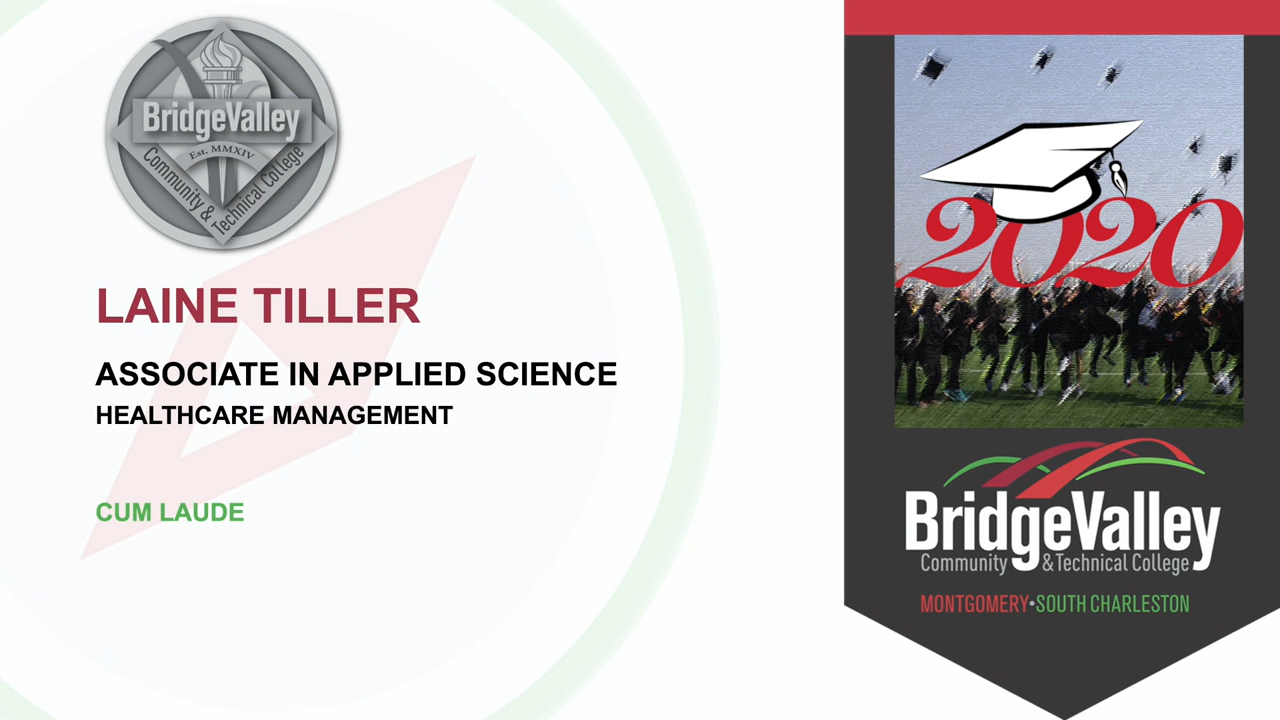 BridgeValley
Est. MMXIV
Community & Technical College
LAINE TILLER
ASSOCIATE IN APPLIED SCIENCE
HEALTHCARE MANAGEMENT
CUM LAUDE
2020
BridgeValley
Community & Technical College
MONTGOMERY•SOUTH CHARLESTON